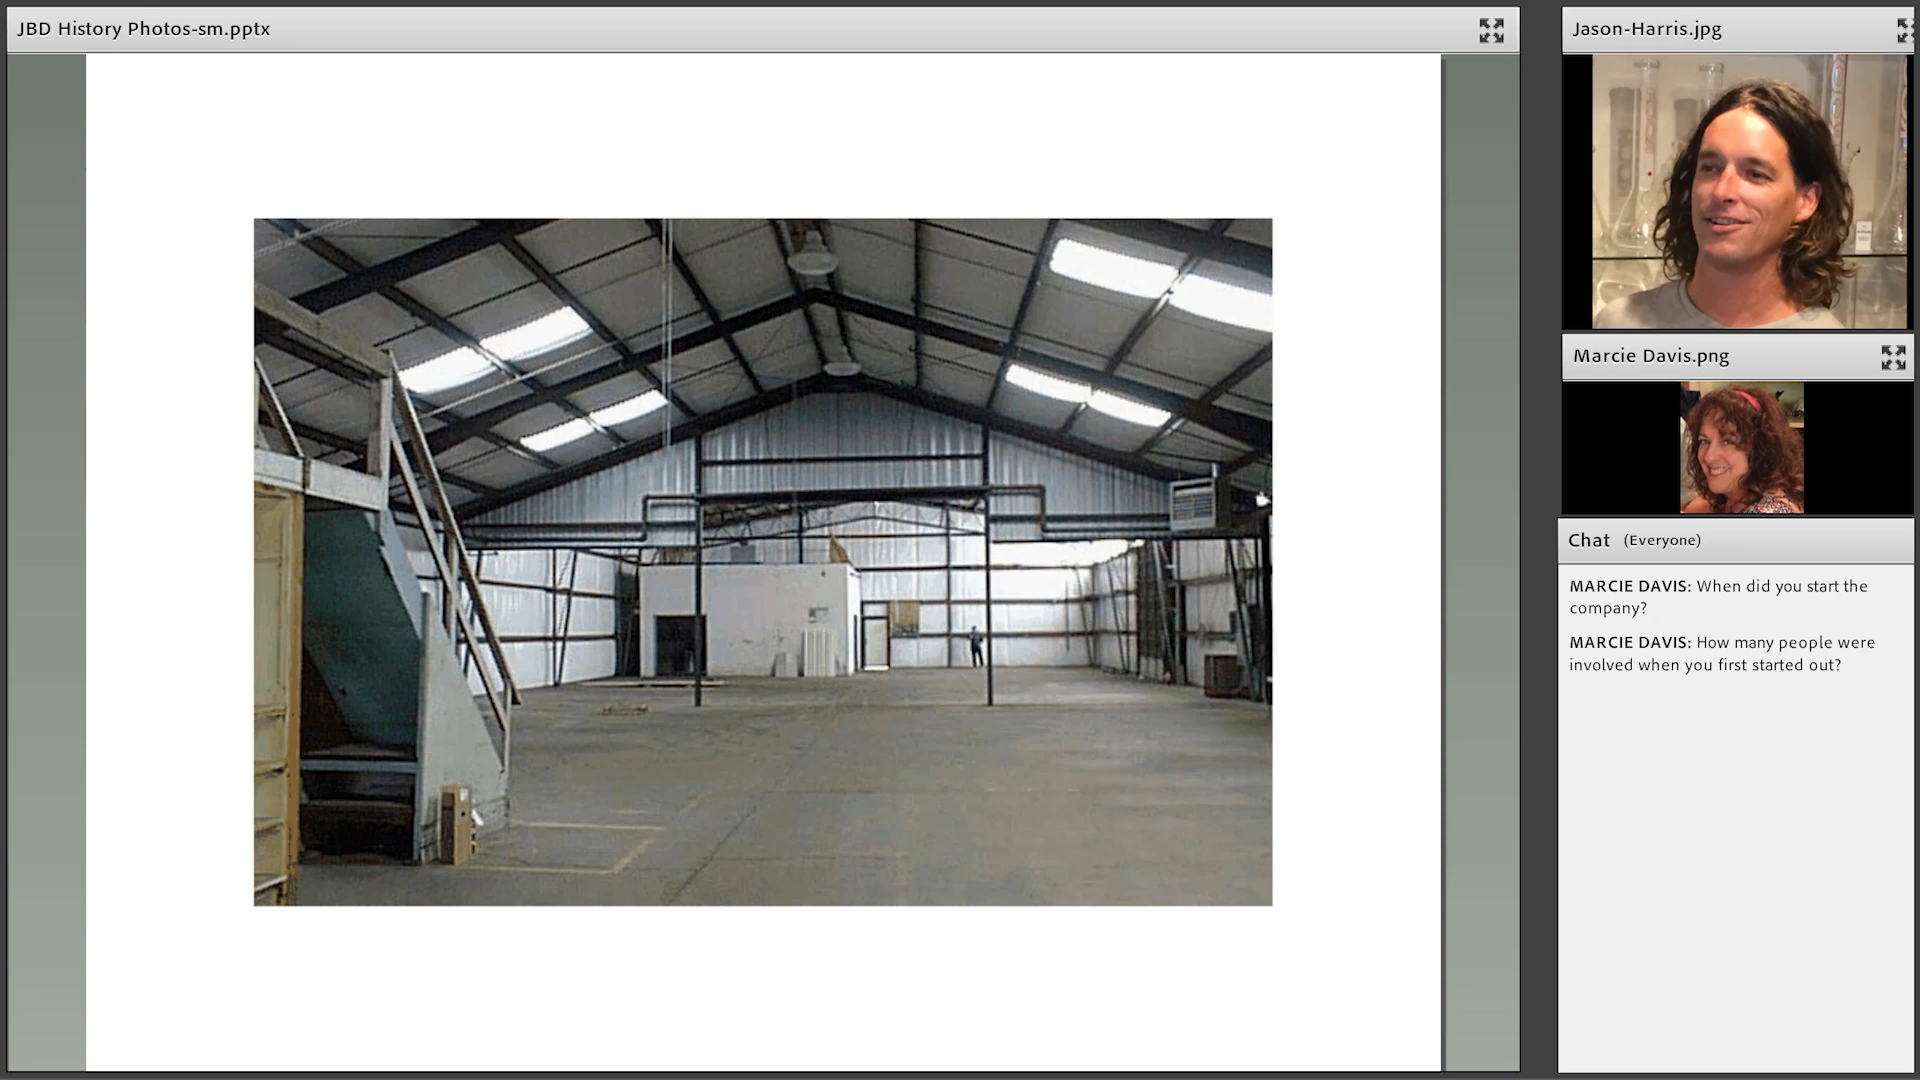 JBD History Photos-sm.pptx
Jason-Harris.jpg
Marcie Davis.png
Chat (Everyone)
MARCIE DAVIS: When did you start the
company?
MARCIE DAVIS: How many people were
involved when you first started out?